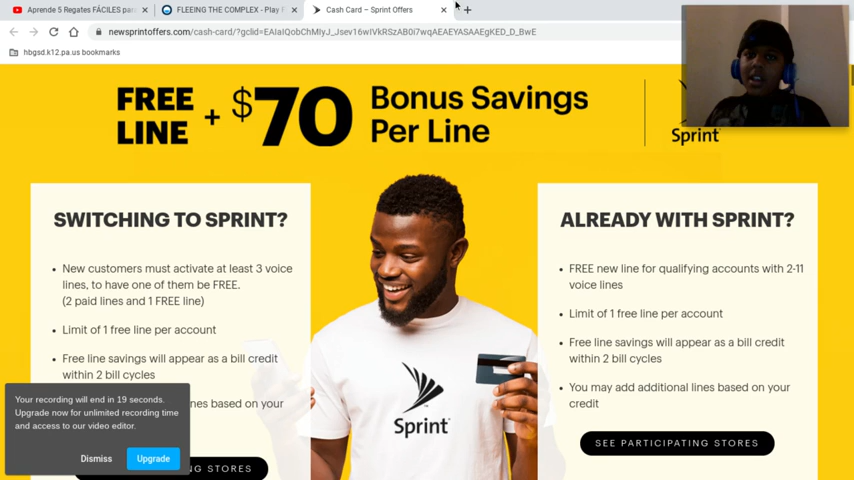 Aprende 5 Regates FÁCILES par
FLEEING THE COMPLEX - Play F
Cash Card – Sprint Offers
newsprintoffers.com/cash-card/?gclid=EAIaIQobChMIyJ_Jsev16wIVkRSzAB0i7wqAEAEYASAAEgKED_D_BwE
hbgsd.k12.pa.us bookmarks
FREE LINE + $70 Bonus Savings Per Line
Sprint
SWITCHING TO SPRINT?
• New customers must activate at least 3 voice
lines, to have one of them be FREE.
(2 paid lines and 1 FREE line)
• Limit of 1 free line per account
• Free line savings will appear as a bill credit
within 2 bill cycles
nes based on your
NG STORES
Sprint
ALREADY WITH SPRINT?
• FREE new line for qualifying accounts with 2-11
voice lines
• Limit of 1 free line per account
• Free line savings will appear as a bill credit
within 2 bill cycles
• You may add additional lines based on your
credit
SEE PARTICIPATING STORES
Your recording will end in 19 seconds.
Upgrade now for unlimited recording time
and access to our video editor.
Dismiss
Upgrade